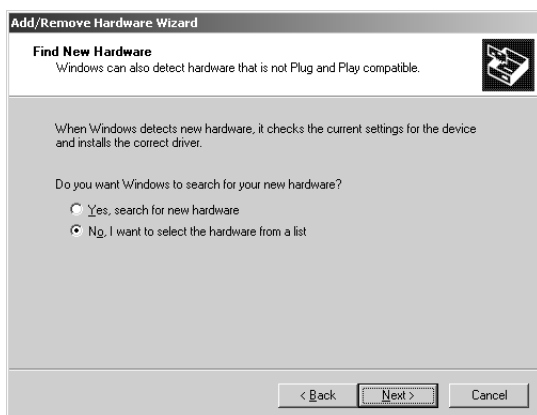 Add/Remove Hardware Wizard
Find New Hardware
Windows can also detect hardware that is not Plug and Play compatible.
When Windows detects new hardware, it checks the current settings for the device
and installs the correct driver.
Do you want Windows to search for your new hardware?
Yes, search for new hardware
No, I want to select the hardware from a list
< Back
Next >
Cancel